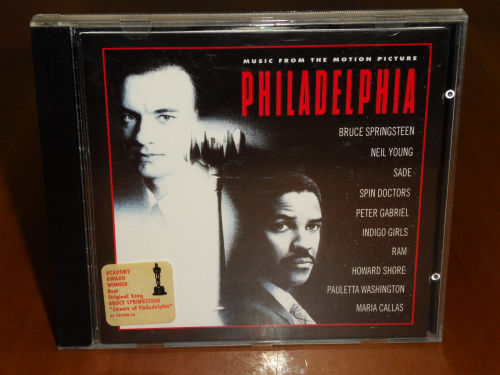 MUSIC FROM THE MOTION PICTURE
PHILADELPHIA
BRUCE SPRINGSTEEN
NEIL YOUNG
SADE
SPIN DOCTORS
PETER GABRIEL
INDIGO GIRLS
RAM
HOWARD SHORE
PAULETTA WASHINGTON
MARIA CALLAS
ACADEMY
AWARD
WINNER
Best
Original Song
BRUCE SPRINGSTEEN
"Streets of Philadelphia"